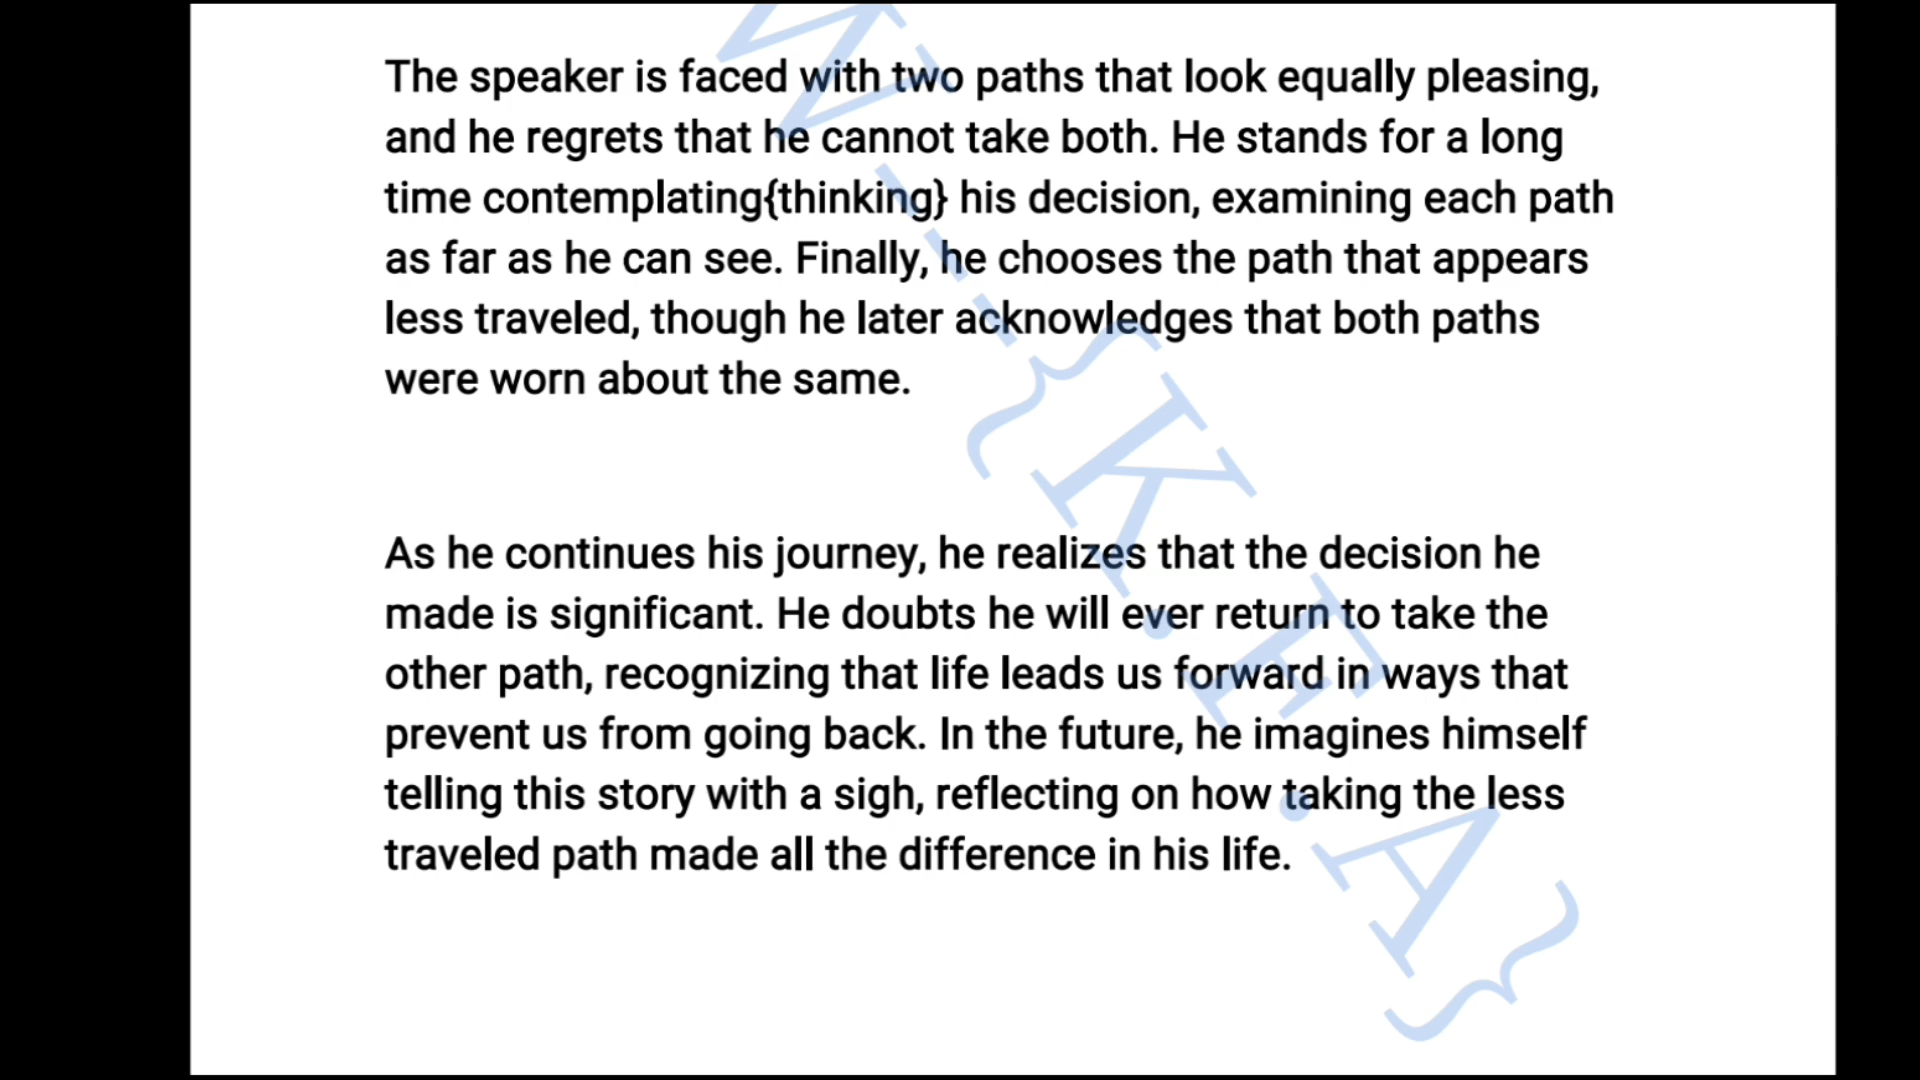 The speaker is faced with two paths that look equally pleasing,
and he regrets that he cannot take both. He stands for a long
time contemplating{thinking} his decision, examining each path
as far as he can see. Finally, he chooses the path that appears
less traveled, though he later acknowledges that both paths
were worn about the same.
As he continues his journey, he realizes that the decision he
made is significant. He doubts he will ever return to take the
other path, recognizing that life leads us forward in ways that
prevent us from going back. In the future, he imagines himself
telling this story with a sigh, reflecting on how taking the less
traveled path made all the difference in his life.
W----{K.E.A}